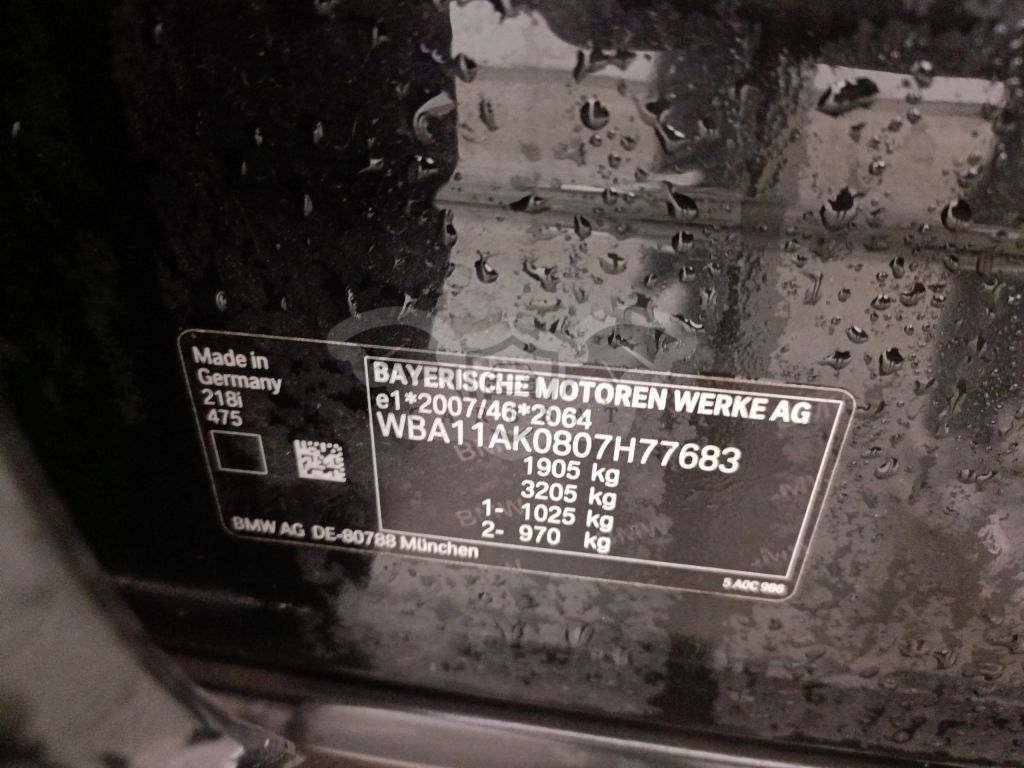 Made in
Germany
218i
475
BAYERISCHE MOTOREN WERKE AG
e1*2007/46*2064
WBA11AK0807H77683
1905 kg
3205 kg
1- 1025 kg
2- 970 kg
BMW AG DE-80788 München
5 A0C 986